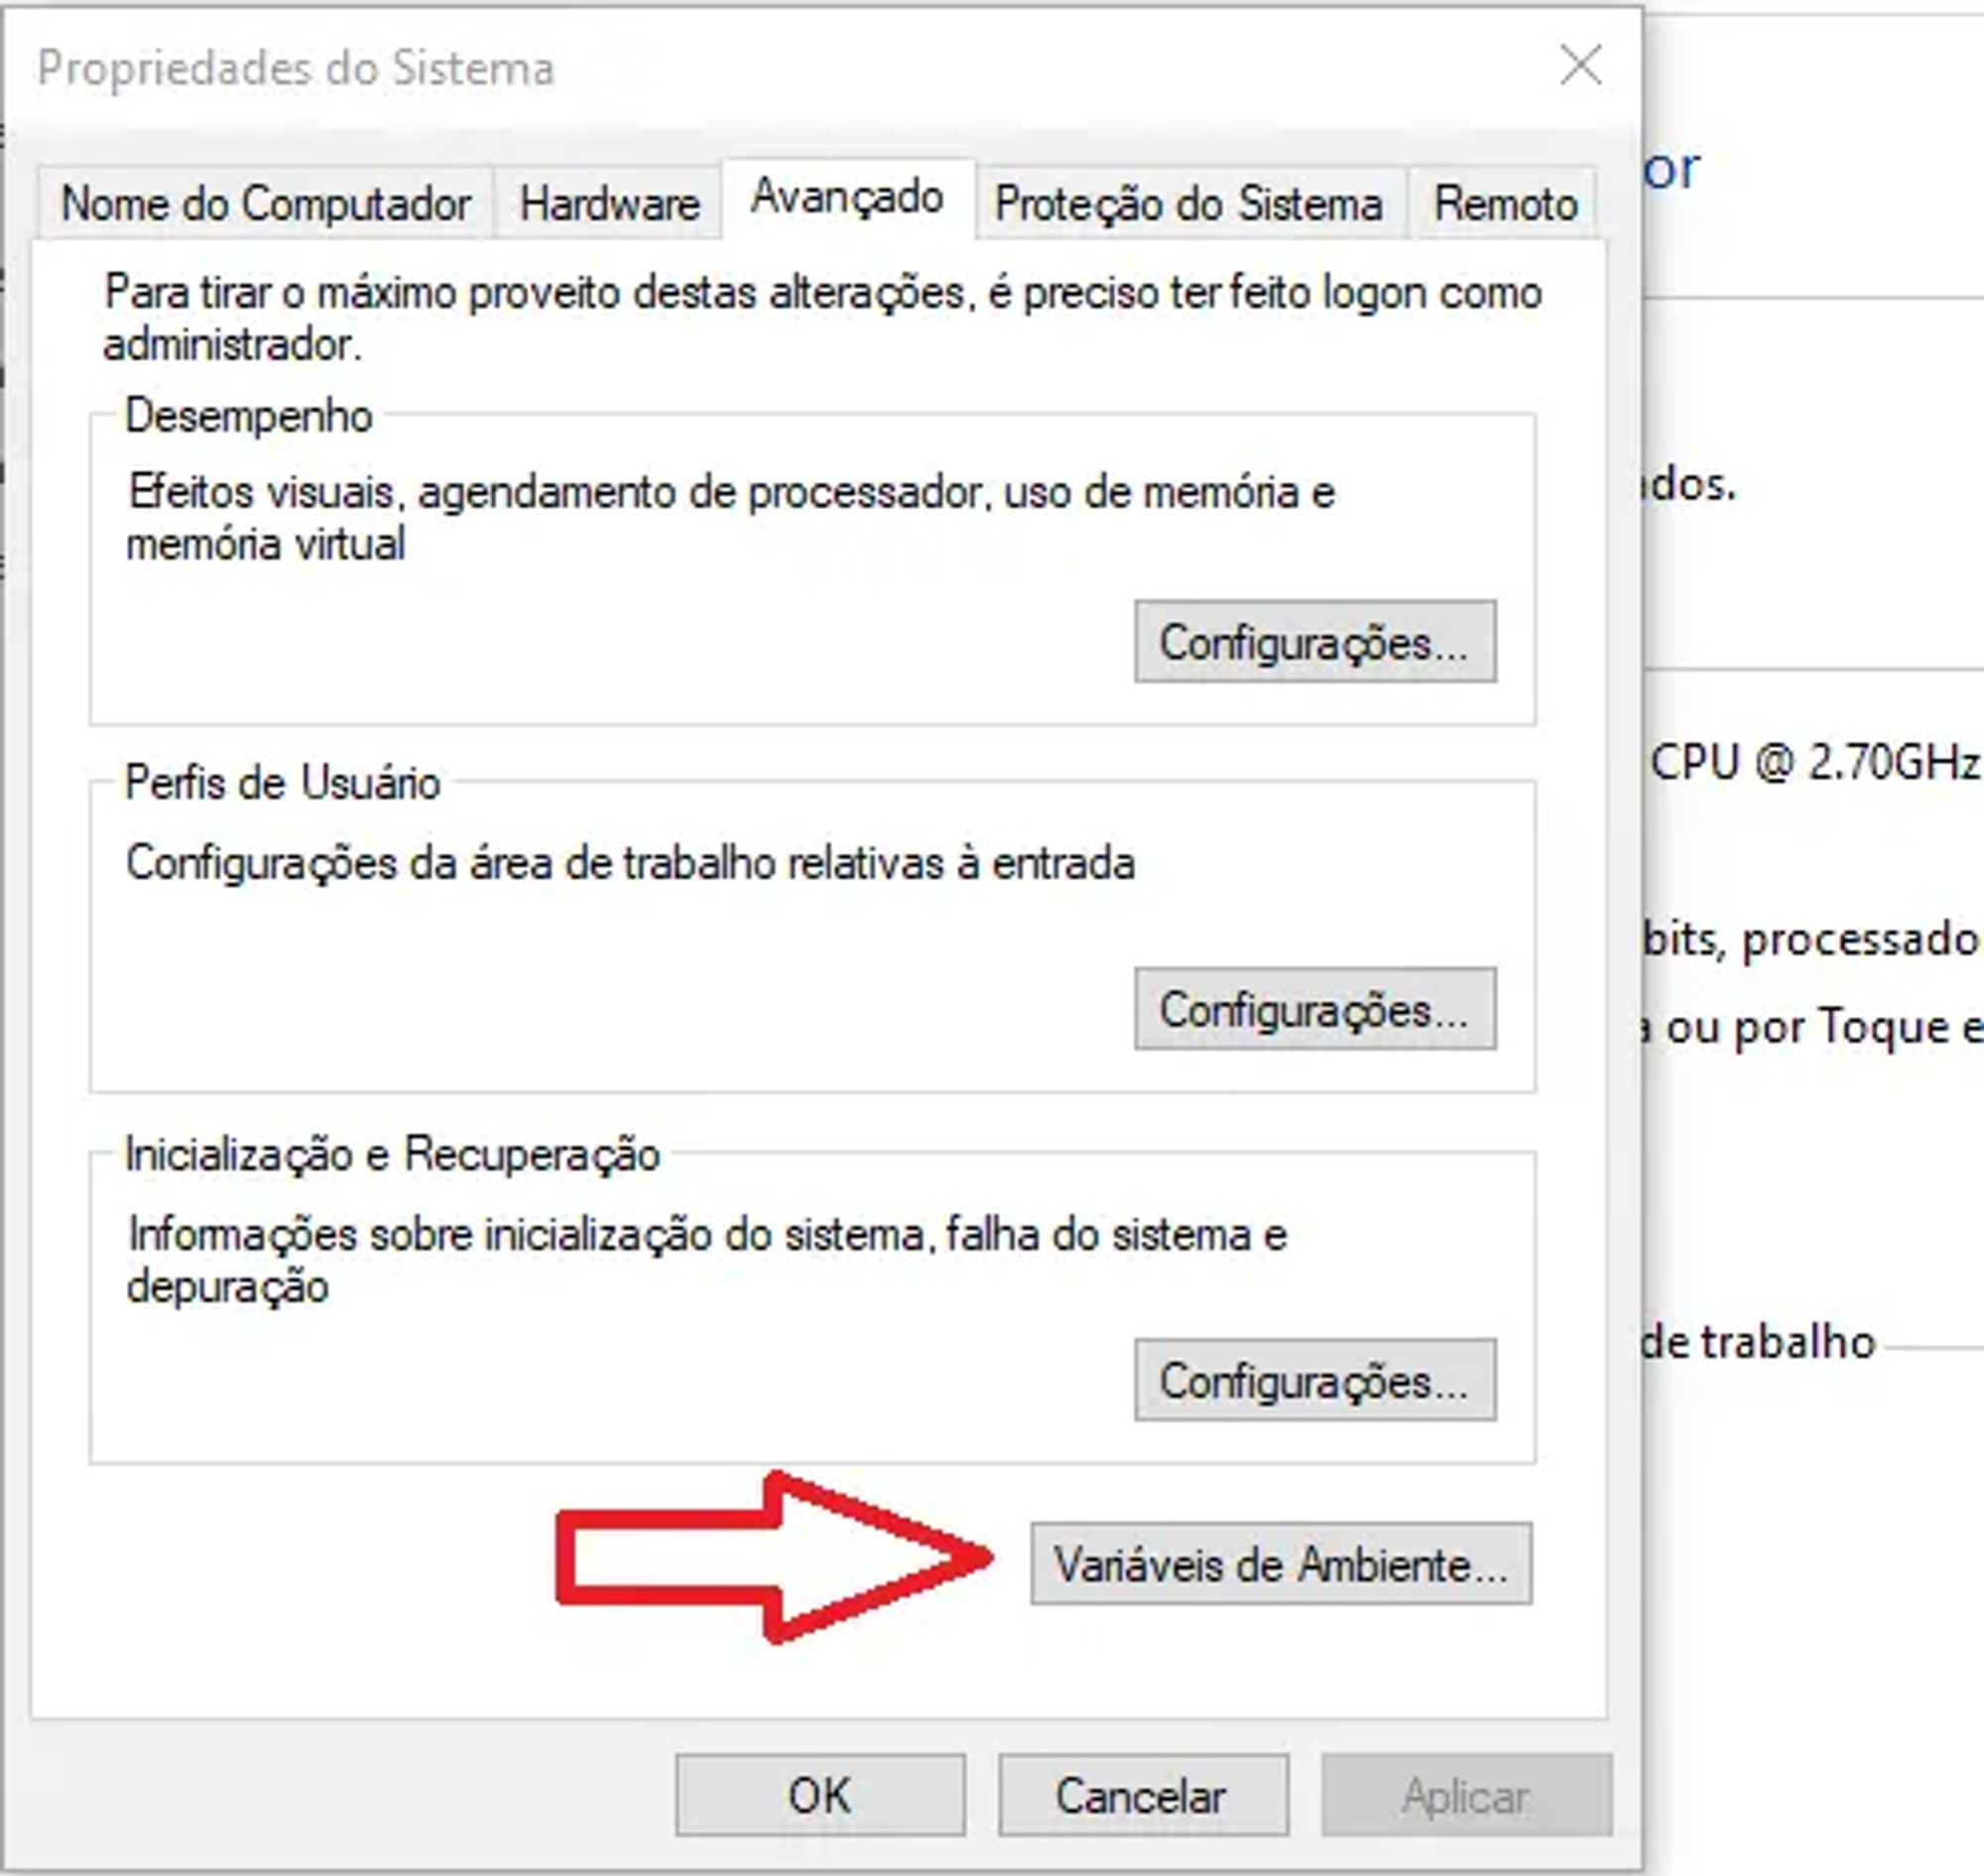 Propriedades do Sistema
Nome do Computador Hardware Avançado Proteção do Sistema Remoto
Para tirar o máximo proveito destas alterações, é preciso ter feito logon como
administrador.
Desempenho
Efeitos visuais, agendamento de processador, uso de memória e
memória virtual
Configurações...
Perfis de Usuário
Configurações da área de trabalho relativas à entrada
Configurações...
Inicialização e Recuperação
Informações sobre inicialização do sistema, falha do sistema e
depuração
Configurações...
Variáveis de Ambiente...
OK Cancelar Aplicar
or
dos.
CPU @ 2.70GHz
bits, processado
ou por Toque e
de trabalho